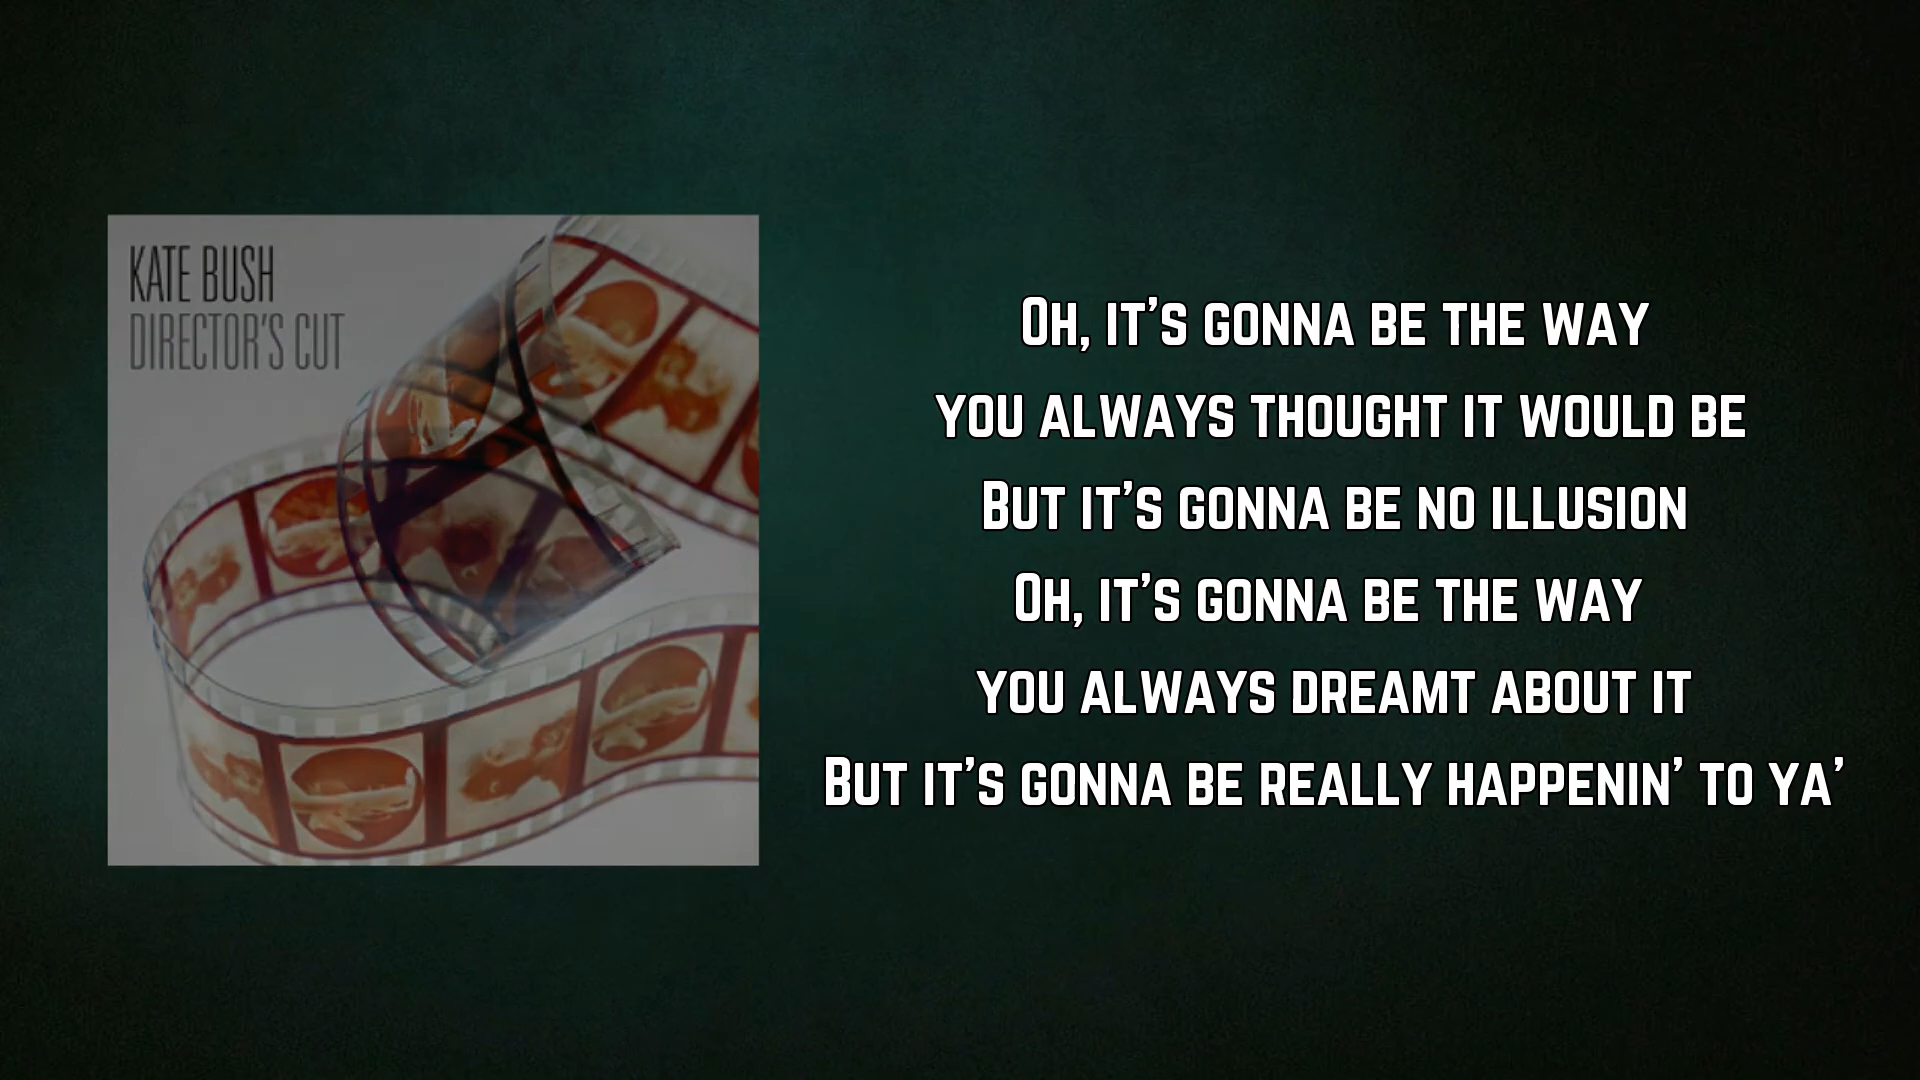 KATE BUSH
DIRECTOR'S CUT
Oh, it's gonna be the way
you always thought it would be
But it's gonna be no illusion
Oh, it's gonna be the way
you always dreamt about it
But it's gonna be really happenin' to ya'